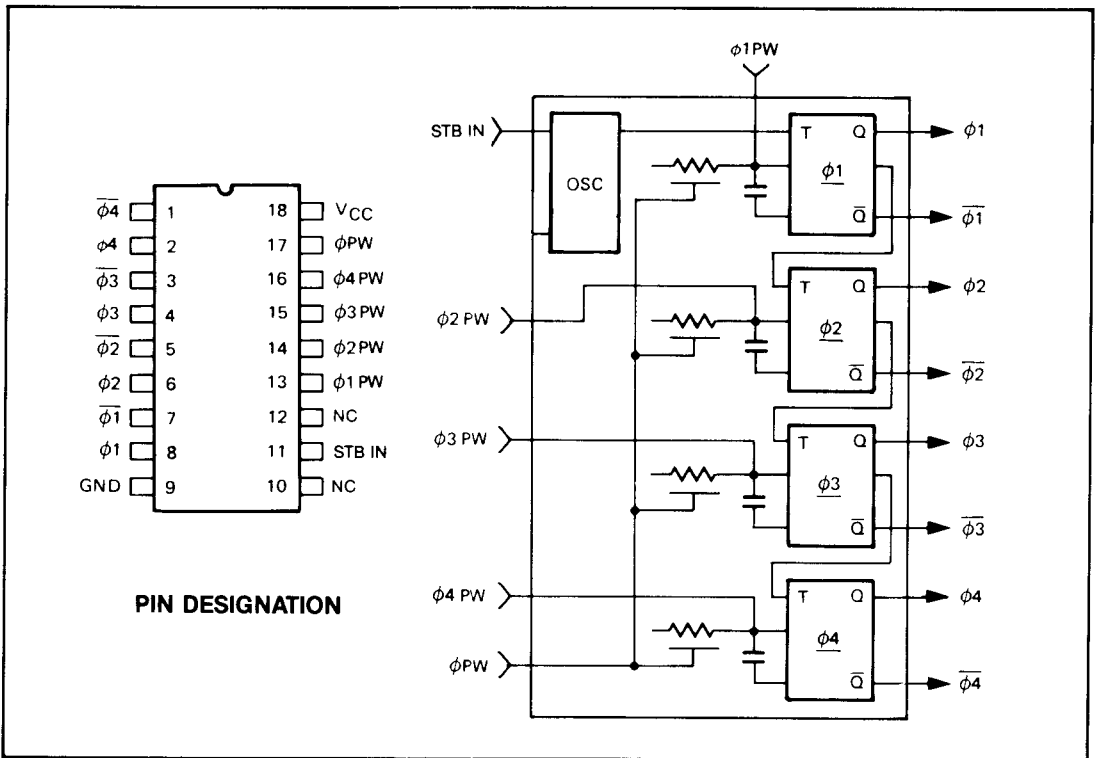 φ̅4̅ 1 18 VCC
φ4 2 17 φPW
φ̅3̅ 3 16 φ4 PW
φ3 4 15 φ3 PW
φ̅2̅ 5 14 φ2 PW
φ2 6 13 φ1 PW
φ̅1̅ 7 12 NC
φ1 8 11 STB IN
GND 9 10 NC
PIN DESIGNATION
φ1PW
STB IN
OSC
T Q φ1
φ1
Q̅ φ̅1̅
φ2 PW
T Q φ2
φ2
Q̅ φ̅2̅
φ3 PW
T Q φ3
φ3
Q̅ φ̅3̅
φ4 PW
T Q φ4
φ4
φPW
Q̅ φ̅4̅